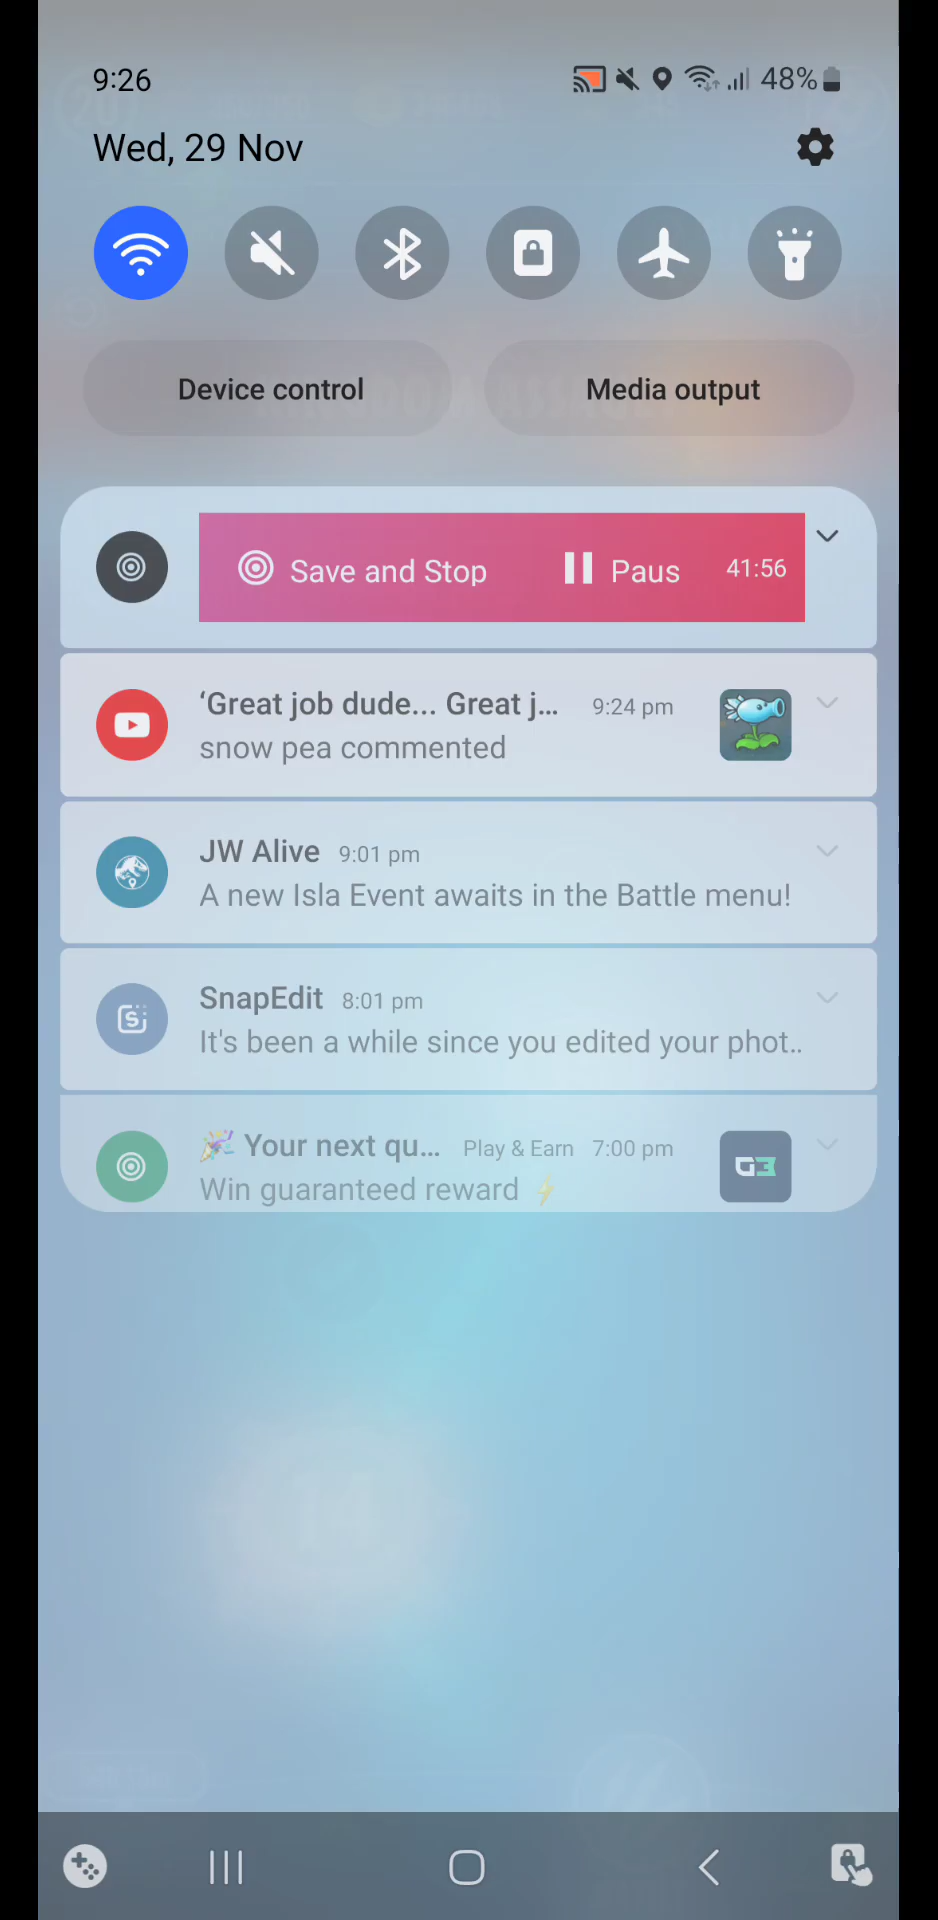 9:26
48%
Wed, 29 Nov
Device control
Media output
Save and Stop
Paus
41:56
‘Great job dude... Great j... 9:24 pm
snow pea commented
JW Alive 9:01 pm
A new Isla Event awaits in the Battle menu!
SnapEdit 8:01 pm
It's been a while since you edited your phot..
🎉 Your next qu... Play & Earn 7:00 pm
Win guaranteed reward ⚡